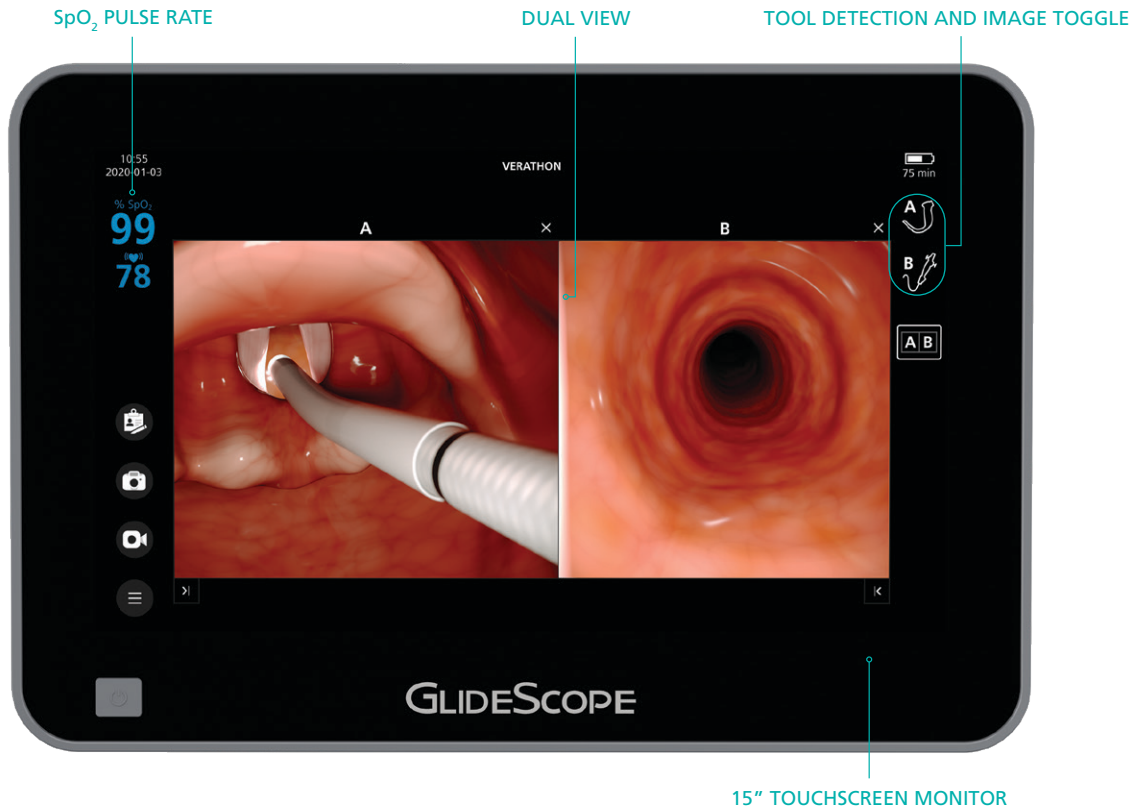 SpO₂ PULSE RATE
DUAL VIEW
TOOL DETECTION AND IMAGE TOGGLE
10:55
2020-01-03
VERATHON
75 min
% SpO₂
99
78
A
B
A
B
A B
GLIDESCOPE
15” TOUCHSCREEN MONITOR